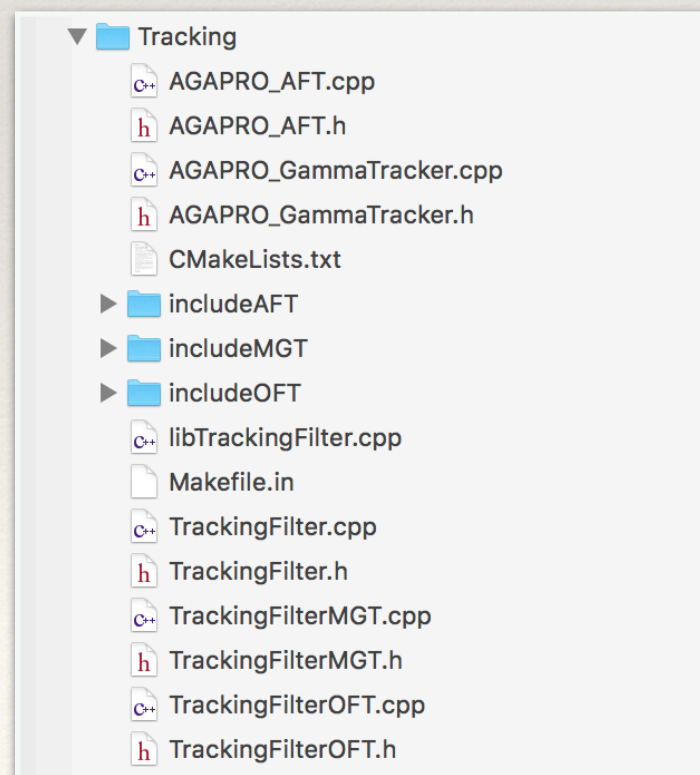 Tracking
AGAPRO_AFT.cpp
AGAPRO_AFT.h
AGAPRO_GammaTracker.cpp
AGAPRO_GammaTracker.h
CMakeLists.txt
includeAFT
includeMGT
includeOFT
libTrackingFilter.cpp
Makefile.in
TrackingFilter.cpp
TrackingFilter.h
TrackingFilterMGT.cpp
TrackingFilterMGT.h
TrackingFilterOFT.cpp
TrackingFilterOFT.h